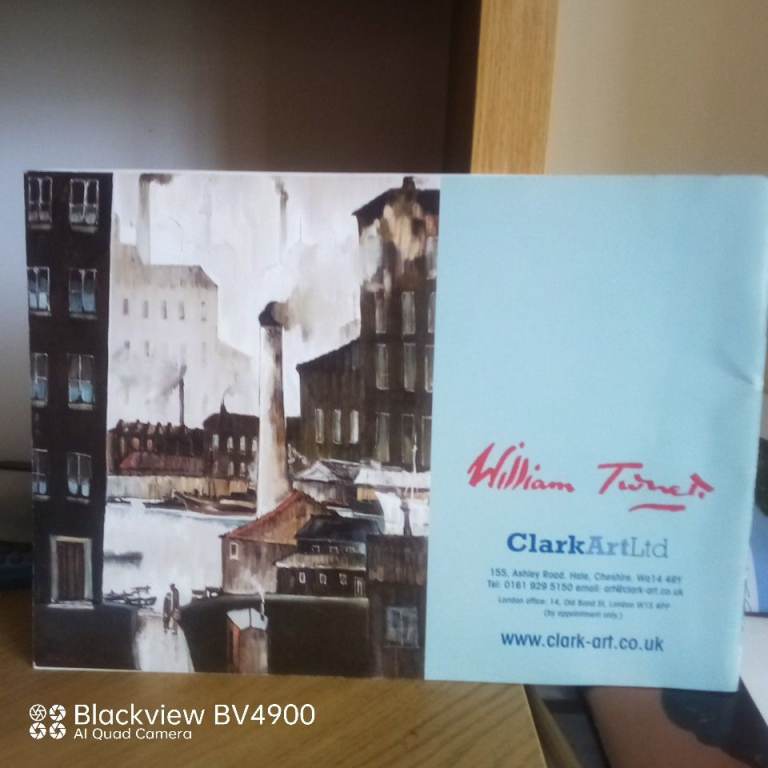 William Turner.
ClarkArtLtd
155, Ashley Road, Hale, Cheshire, Wa14 4RY
Tel: 0161 929 5150 email: art@clark-art.co.uk
London office: 14, Old Bond St, London W1S 4PP
(by appointment only.)
www.clark-art.co.uk
Blackview BV4900
AI Quad Camera